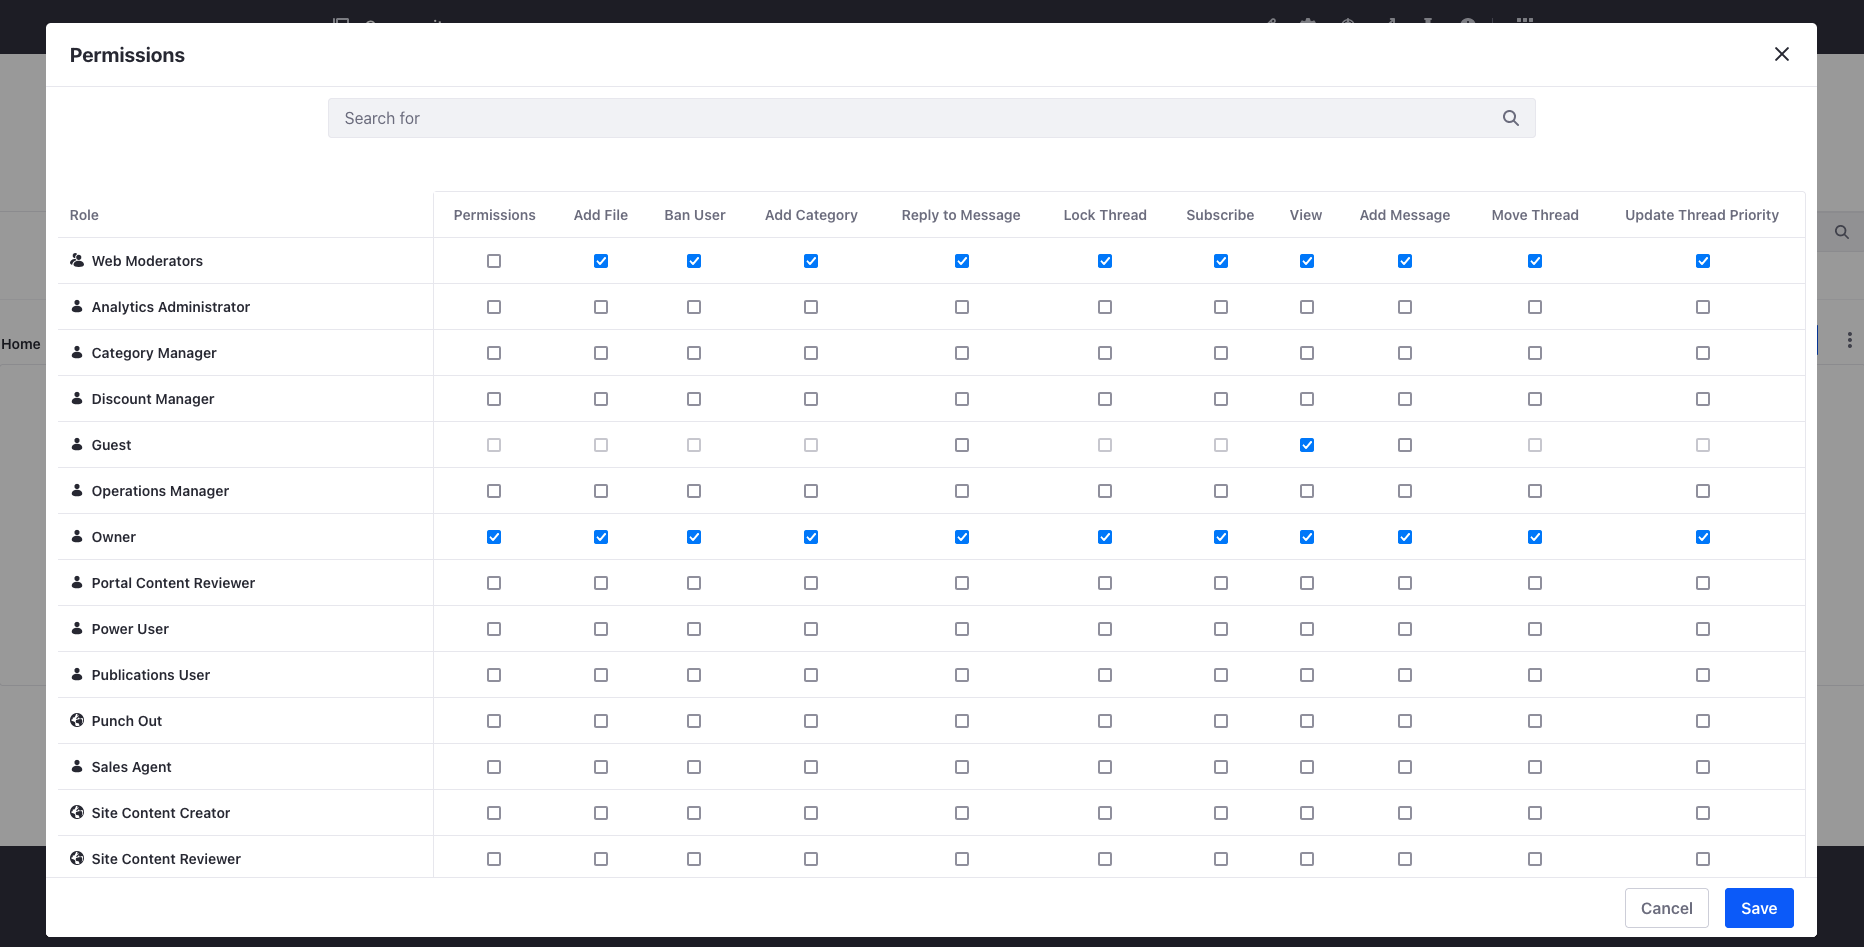 Permissions
Search for
Role Permissions Add File Ban User Add Category Reply to Message Lock Thread Subscribe View Add Message Move Thread Update Thread Priority
Web Moderators
Analytics Administrator
Home
Category Manager
Discount Manager
Guest
Operations Manager
Owner
Portal Content Reviewer
Power User
Publications User
Punch Out
Sales Agent
Site Content Creator
Site Content Reviewer
Cancel Save